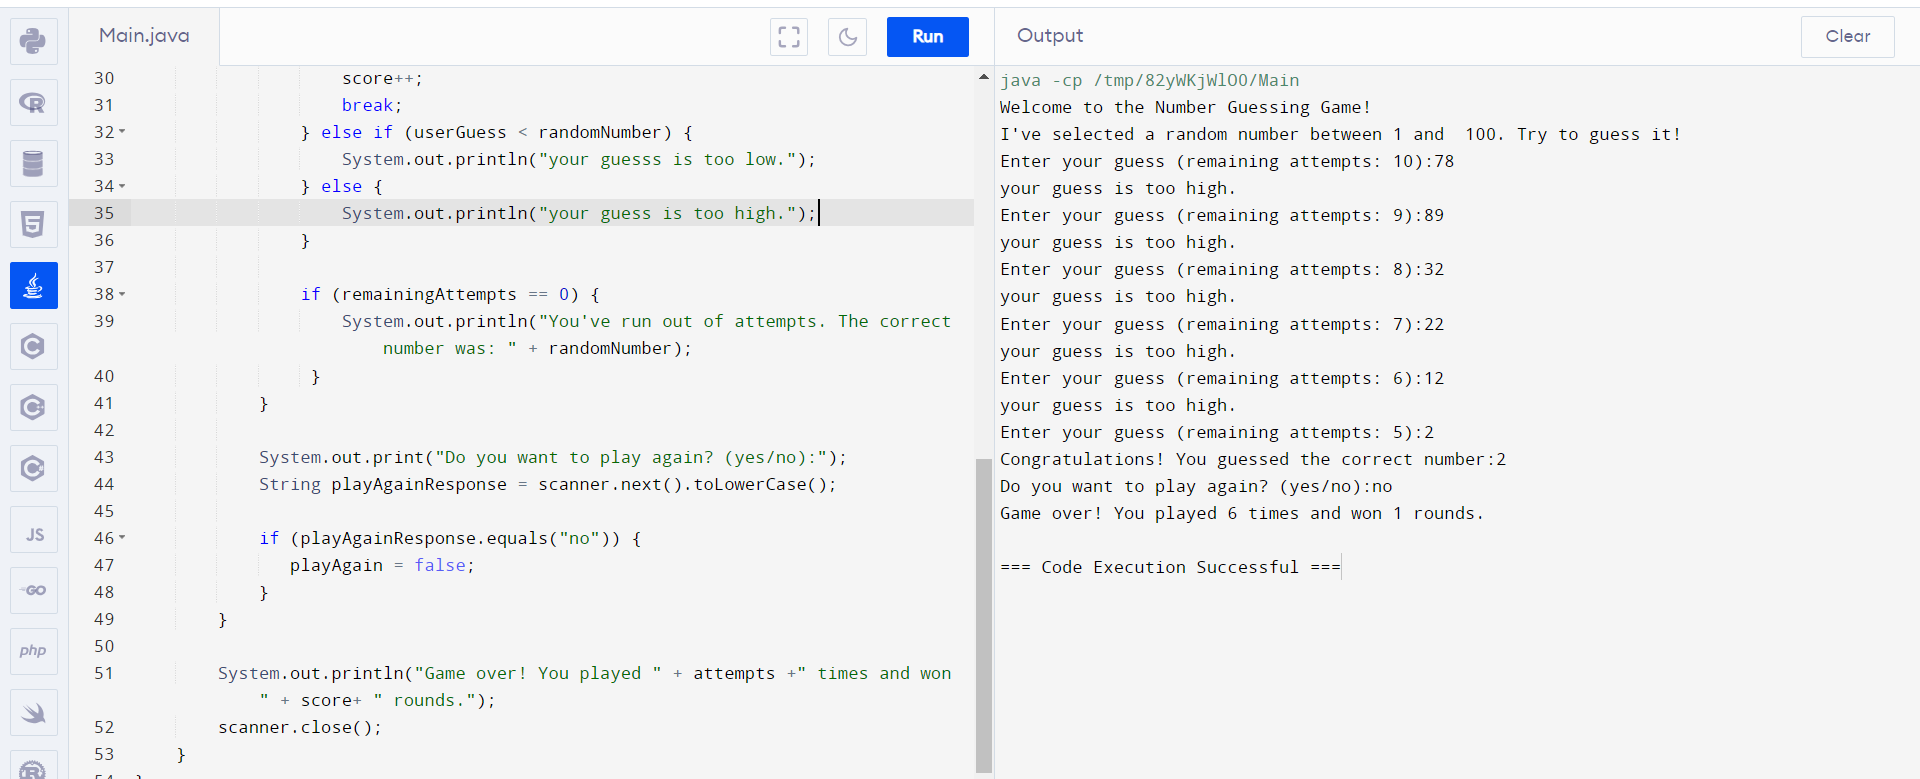 Main.java
Run
30 score++;
31 break;
32 } else if (userGuess < randomNumber) {
33 System.out.println("your guesss is too low.");
34 } else {
35 System.out.println("your guess is too high.");
36 }
37
38 if (remainingAttempts == 0) {
39 System.out.println("You've run out of attempts. The correct
number was: " + randomNumber);
40 }
41 }
42
43 System.out.print("Do you want to play again? (yes/no):");
44 String playAgainResponse = scanner.next().toLowerCase();
45
46 if (playAgainResponse.equals("no")) {
47 playAgain = false;
48 }
49 }
50
51 System.out.println("Game over! You played " + attempts +" times and won
" + score+ " rounds.");
52 scanner.close();
53 }
54 }
JS
GO
php
Output
Clear
java -cp /tmp/82yWKjWlO0/Main
Welcome to the Number Guessing Game!
I've selected a random number between 1 and  100. Try to guess it!
Enter your guess (remaining attempts: 10):78
your guess is too high.
Enter your guess (remaining attempts: 9):89
your guess is too high.
Enter your guess (remaining attempts: 8):32
your guess is too high.
Enter your guess (remaining attempts: 7):22
your guess is too high.
Enter your guess (remaining attempts: 6):12
your guess is too high.
Enter your guess (remaining attempts: 5):2
Congratulations! You guessed the correct number:2
Do you want to play again? (yes/no):no
Game over! You played 6 times and won 1 rounds.
=== Code Execution Successful ===